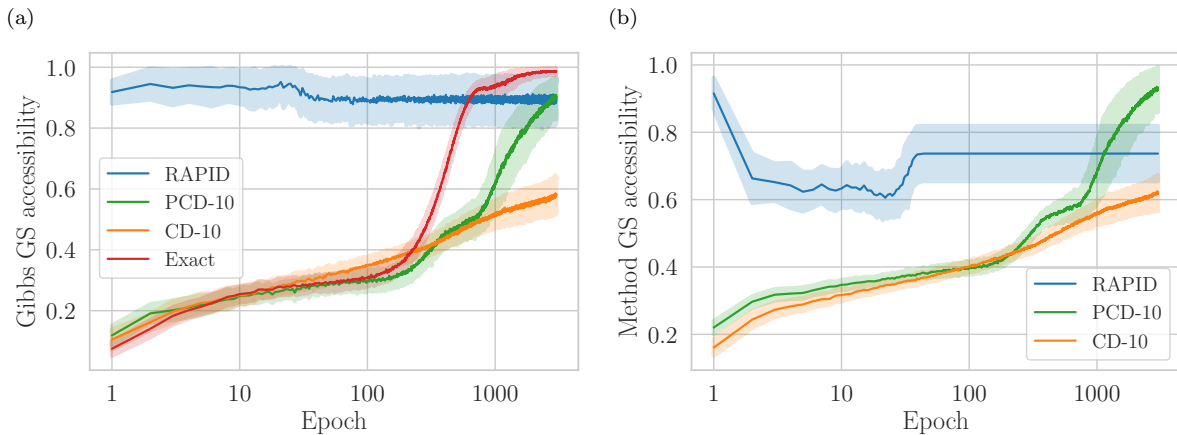 (a)
Gibbs GS accessibility
1.0
0.8
0.6
0.4
0.2
RAPID
PCD-10
CD-10
Exact
1
10
100
1000
Epoch
(b)
Method GS accessibility
1.0
0.8
0.6
0.4
0.2
RAPID
PCD-10
CD-10
1
10
100
1000
Epoch